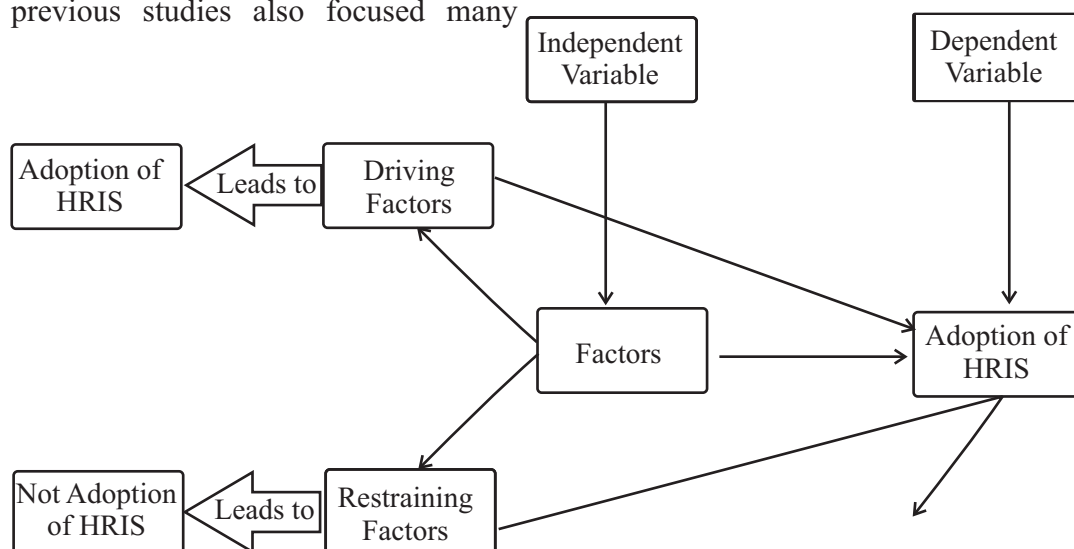 previous studies also focused many
Independent
Variable
Dependent
Variable
Adoption of
HRIS
Leads to
Driving
Factors
Factors
Adoption of
HRIS
Not Adoption
of HRIS
Leads to
Restraining
Factors